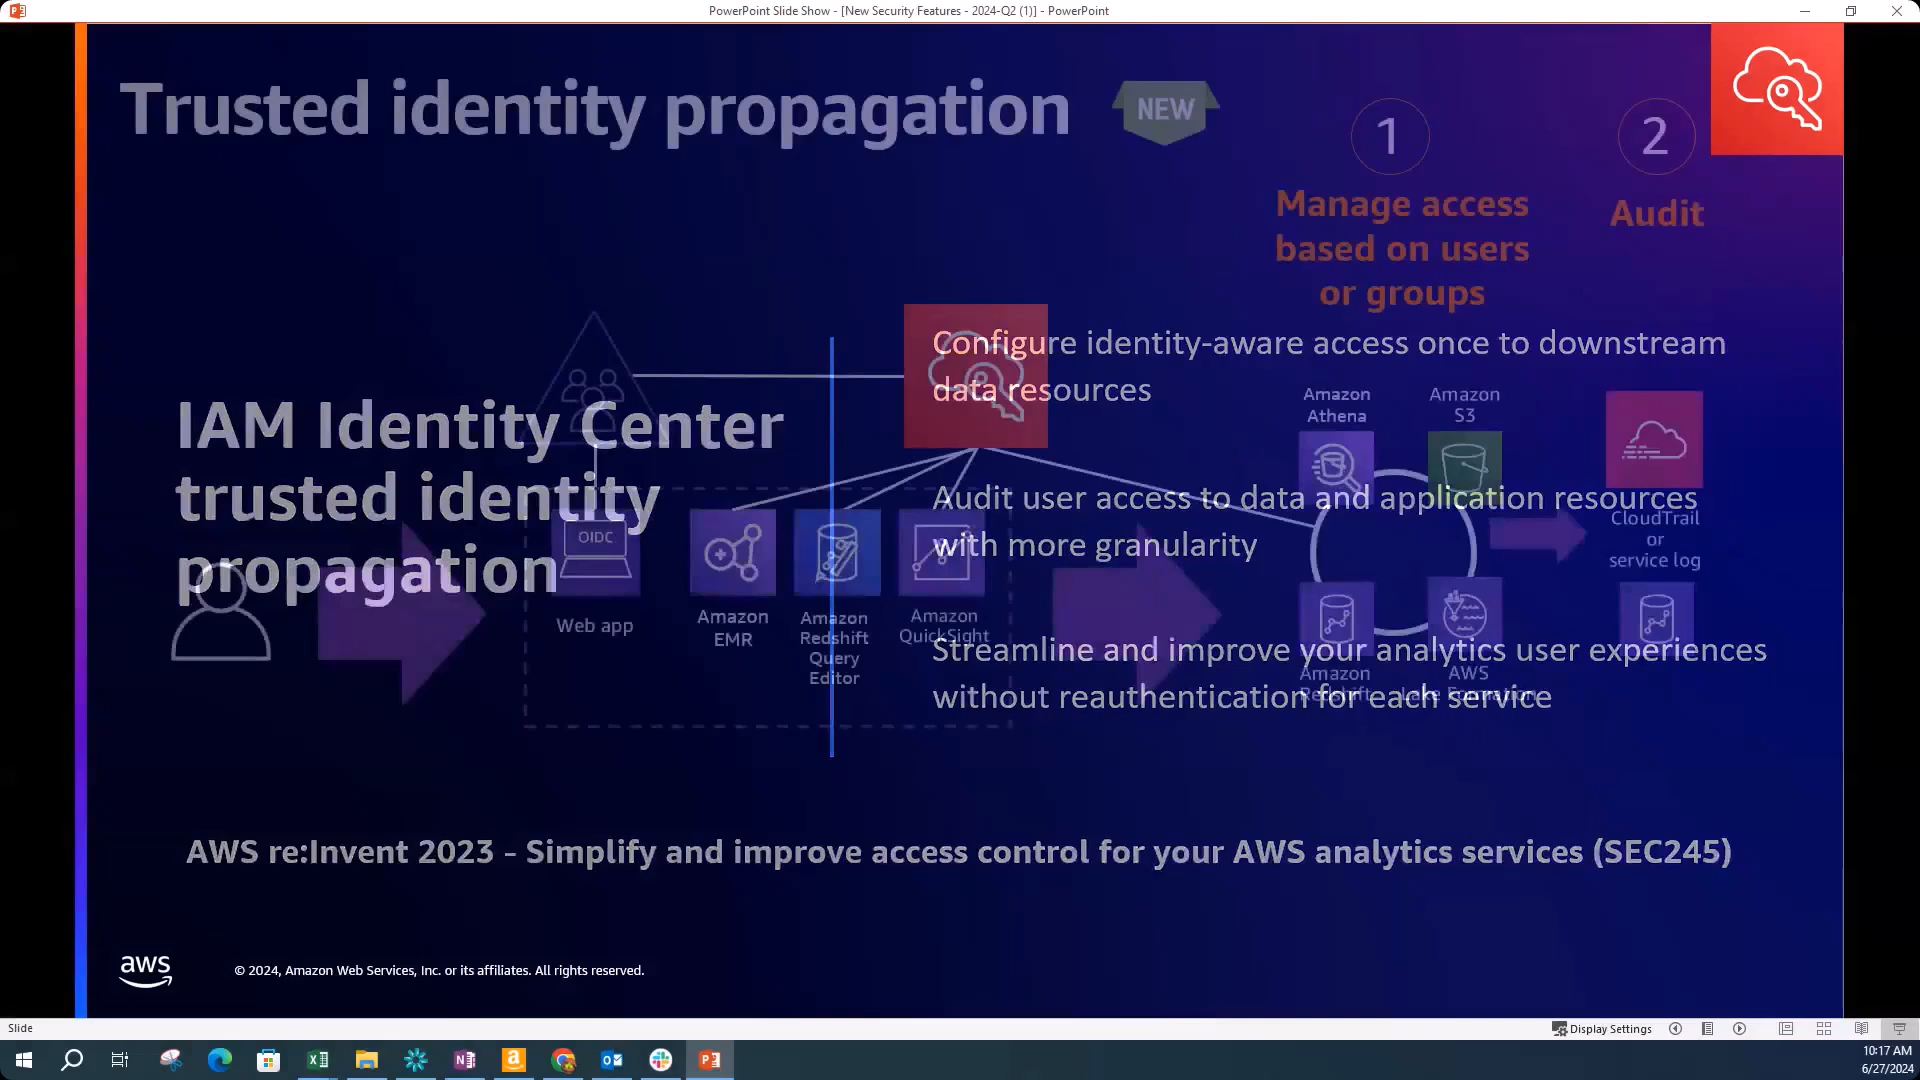 PowerPoint Slide Show - [New Security Features - 2024-Q2 (1)] - PowerPoint
Trusted identity propagation
NEW
1
2
Manage access
based on users
or groups
Audit
IAM Identity Center
trusted identity
propagation
Configure identity-aware access once to downstream
data resources
Audit user access to data and application resources
with more granularity
Streamline and improve your analytics user experiences
without reauthentication for each service
OIDC
Web app
Amazon
EMR
Amazon
Redshift
Query
Editor
Amazon
QuickSight
Amazon
Athena
Amazon
S3
Amazon
Redshift
AWS
Lake Formation
CloudTrail
or
service log
AWS re:Invent 2023 - Simplify and improve access control for your AWS analytics services (SEC245)
aws
© 2024, Amazon Web Services, Inc. or its affiliates. All rights reserved.
Slide
Display Settings
10:17 AM
6/27/2024